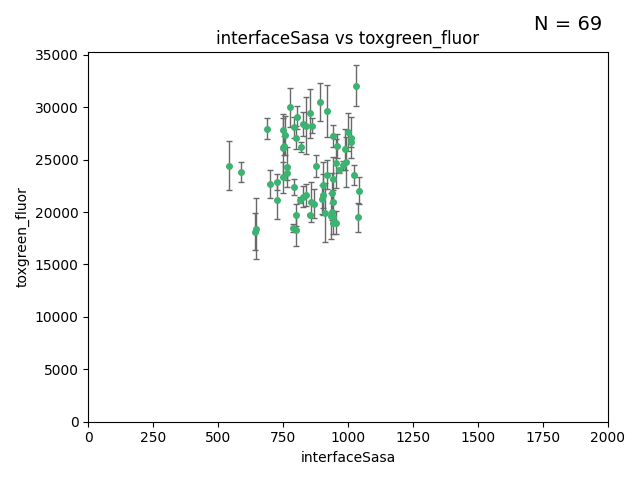 N = 69
interfaceSasa vs toxgreen_fluor
35000
30000
25000
20000
15000
10000
5000
0
toxgreen_fluor
0 250 500 750 1000 1250 1500 1750 2000
interfaceSasa